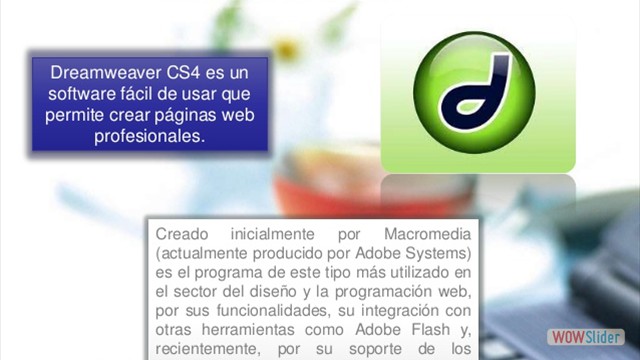 Dreamweaver CS4 es un
software fácil de usar que
permite crear páginas web
profesionales.
Creado inicialmente por Macromedia
(actualmente producido por Adobe Systems)
es el programa de este tipo más utilizado en
el sector del diseño y la programación web,
por sus funcionalidades, su integración con
otras herramientas como Adobe Flash y,
recientemente, por su soporte de los
WOWSlider